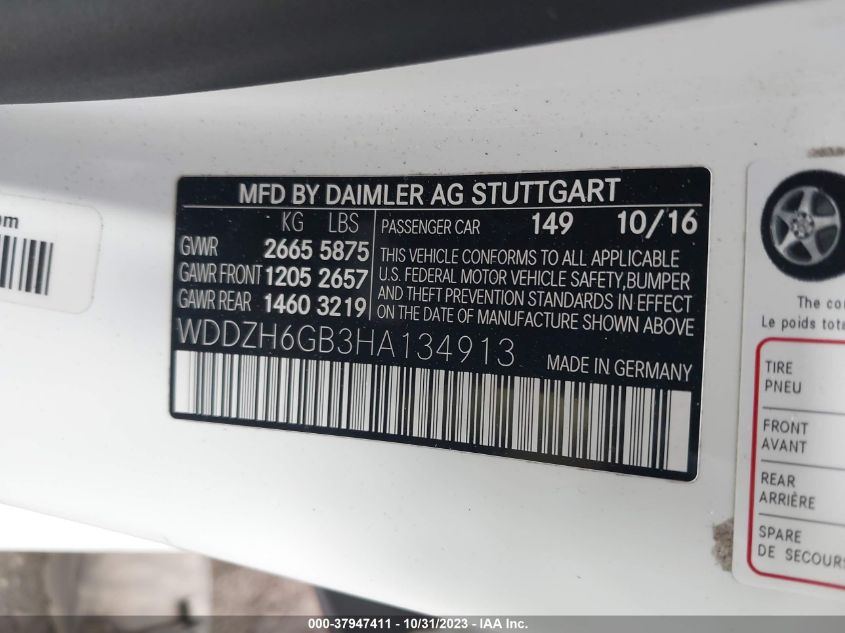 MFD BY DAIMLER AG STUTTGART
KG LBS
GVWR 2665 5875
GAWR FRONT 1205 2657
GAWR REAR 1460 3219
PASSENGER CAR 149 10/16
THIS VEHICLE CONFORMS TO ALL APPLICABLE
U.S. FEDERAL MOTOR VEHICLE SAFETY,BUMPER
AND THEFT PREVENTION STANDARDS IN EFFECT
ON THE DATE OF MANUFACTURE SHOWN ABOVE
WDDZH6GB3HA134913
MADE IN GERMANY
The
Le poids
TIRE
PNEU
FRONT
AVANT
REAR
ARRIÈRE
SPARE
DE SECOURS
000-37947411 - 10/31/2023 - IAA Inc.